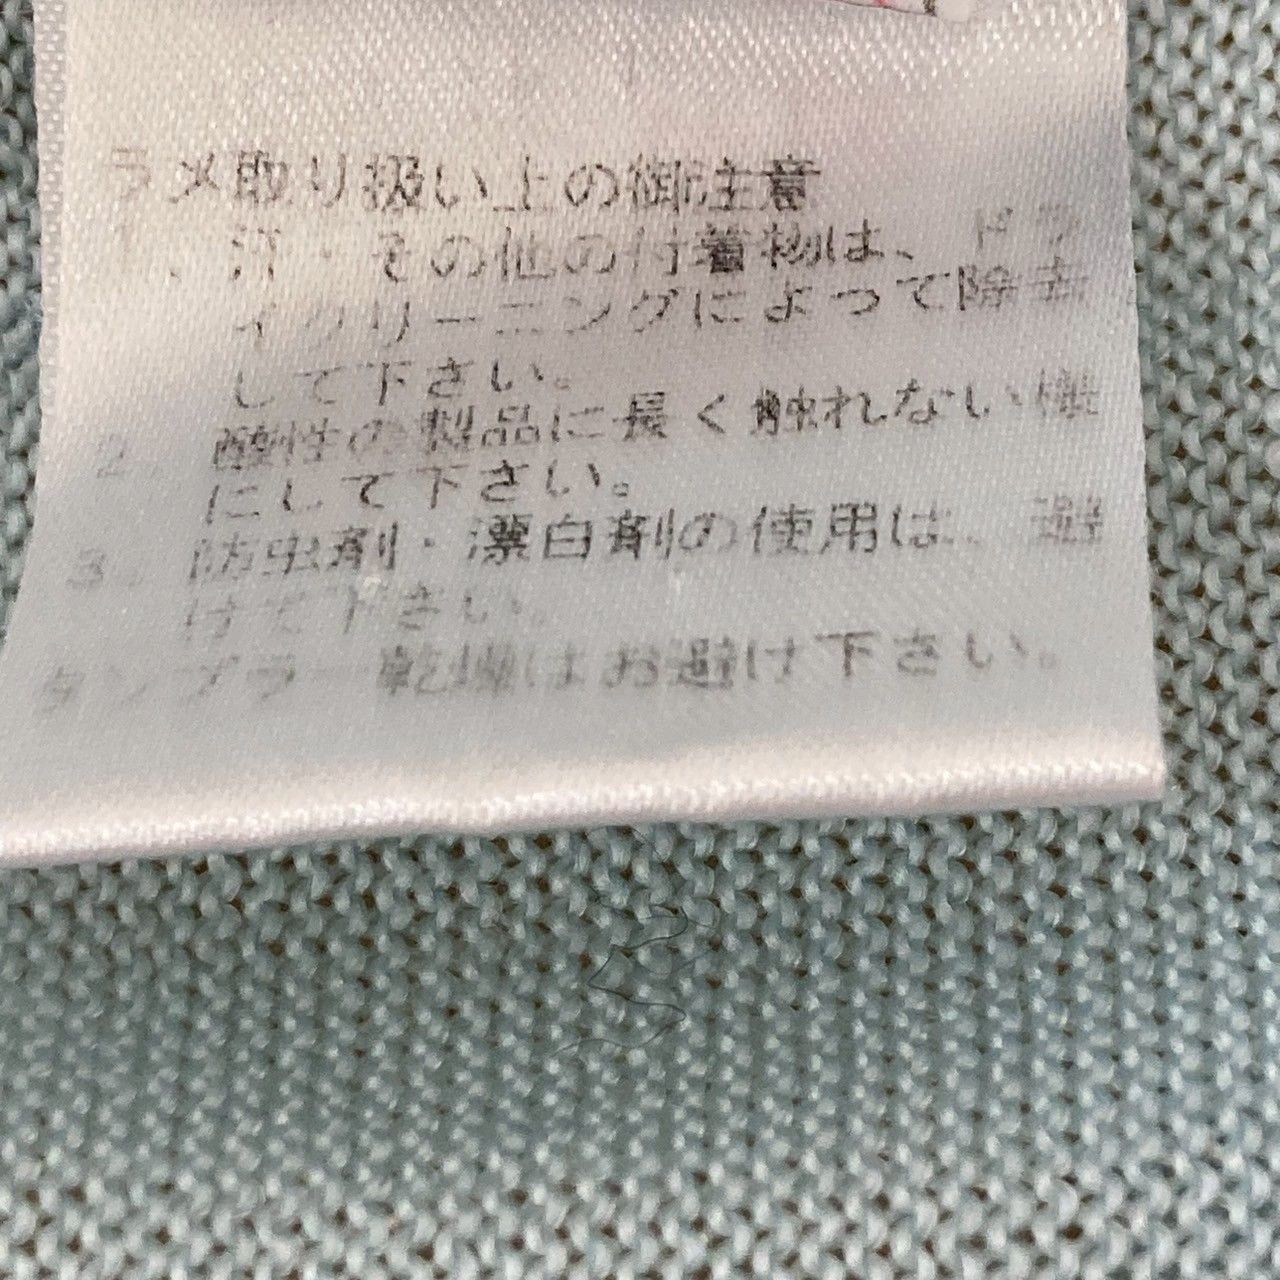 ラメ取り扱い上の御注意
1、汗・その他の付着物は、ドラ
イクリーニングによって除去
して下さい。
2、酸性の製品に長く触れない様
にして下さい。
3、防虫剤・漂白剤の使用は、避
けて下さい。
タンブラー乾燥はお避け下さい。